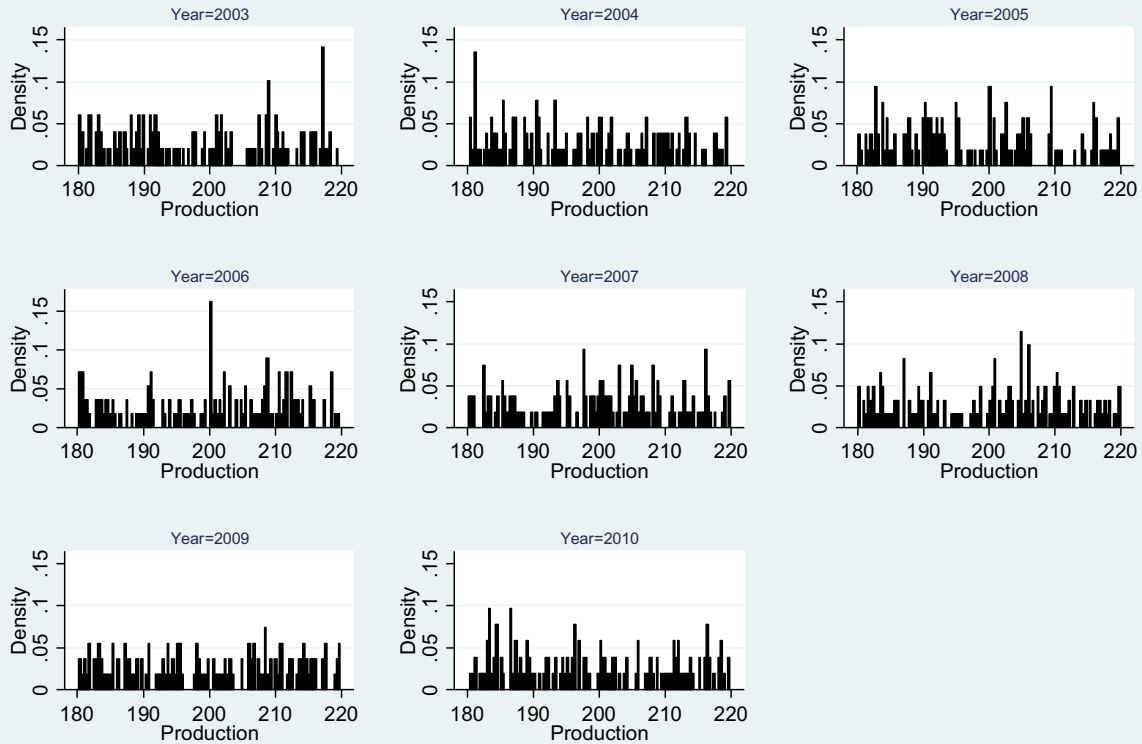 Year=2003
Density
0 .05 .1 .15
180 190 200 210 220
Production
Year=2004
Density
0 .05 .1 .15
180 190 200 210 220
Production
Year=2005
Density
0 .05 .1 .15
180 190 200 210 220
Production
Year=2006
Density
0 .05 .1 .15
180 190 200 210 220
Production
Year=2007
Density
0 .05 .1 .15
180 190 200 210 220
Production
Year=2008
Density
0 .05 .1 .15
180 190 200 210 220
Production
Year=2009
Density
0 .05 .1 .15
180 190 200 210 220
Production
Year=2010
Density
0 .05 .1 .15
180 190 200 210 220
Production